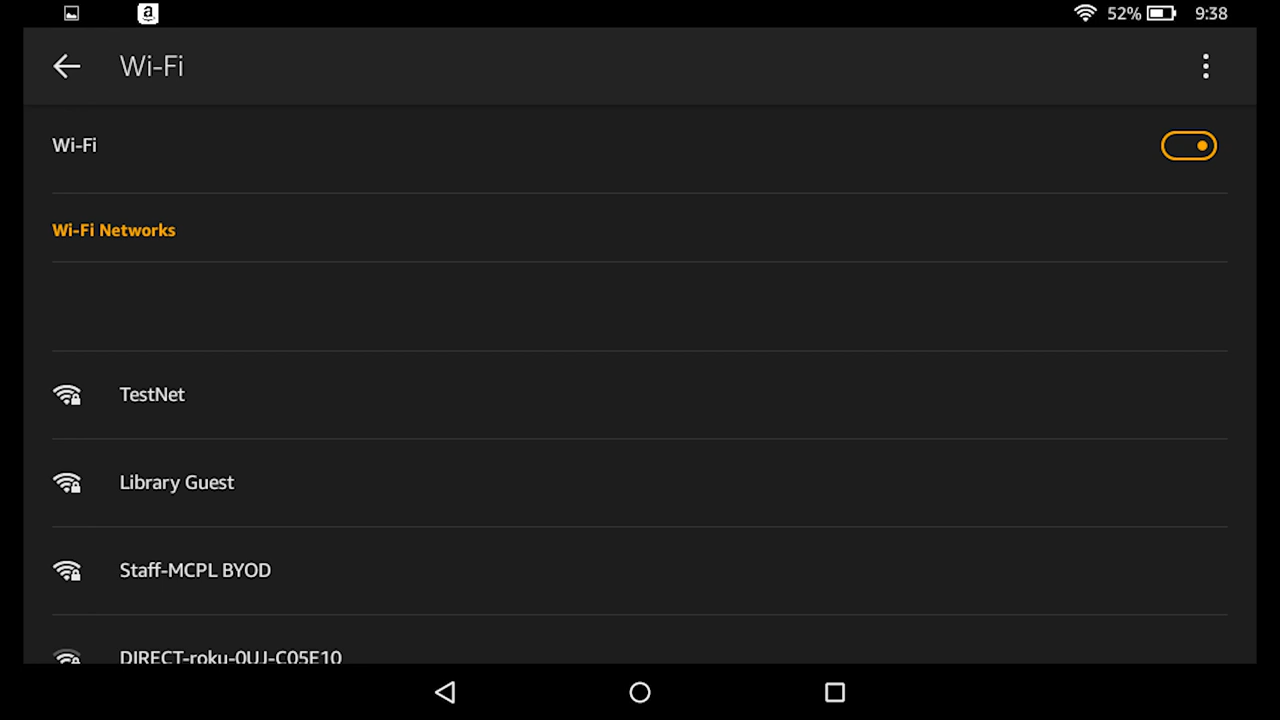 52% 9:38
Wi-Fi
Wi-Fi
Wi-Fi Networks
TestNet
Library Guest
Staff-MCPL BYOD
DIRECT-roku-0UJ-C05E10